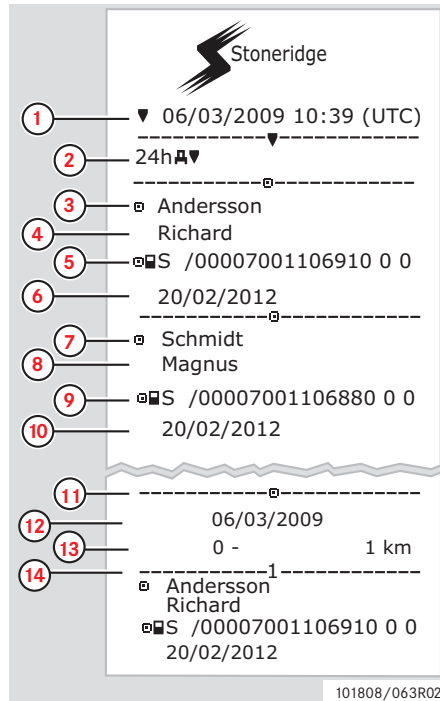 Stoneridge
1 ▼ 06/03/2009 10:39 (UTC)
2 24h▼
3 Andersson
4 Richard
5 S /00007001106910 0 0
6 20/02/2012
7 Schmidt
8 Magnus
9 S /00007001106880 0 0
10 20/02/2012
11
12 06/03/2009
13 0 - 1 km
14 1
Andersson
Richard
S /00007001106910 0 0
20/02/2012
101808/063R02